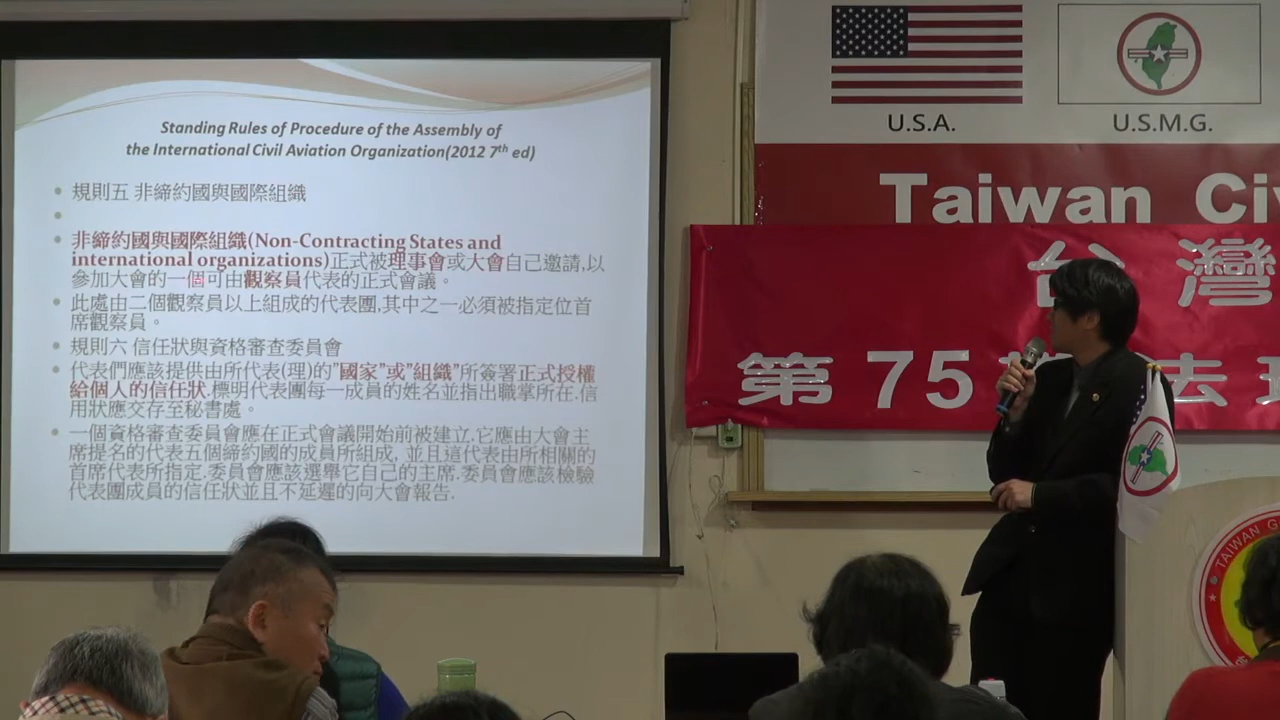 Standing Rules of Procedure of the Assembly of
the International Civil Aviation Organization(2012 7th ed)
規則五 非締約國與國際組織
非締約國與國際組織(Non-Contracting States and
international organizations)正式被理事會或大會自己邀請,以
參加大會的一個可由觀察員代表的正式會議。
此處由二個觀察員以上組成的代表團,其中之一必須被指定位首
席觀察員。
規則六 信任狀與資格審查委員會
代表們應該提供由所代表(理)的"國家"或"組織"所簽署正式授權
給個人的信任狀.標明代表團每一成員的姓名並指出職掌所在.信
用狀應交存至秘書處。
一個資格審查委員會應在正式會議開始前被建立.它應由大會主
席提名的代表五個締約國的成員所組成, 並且這代表由所相關的
首席代表所指定.委員會應該選舉它自己的主席.委員會應該檢驗
代表團成員的信任狀並且不延遲的向大會報告.
U.S.A.
U.S.M.G.
Taiwan Civ
台灣
第75
去
TAIWAN G